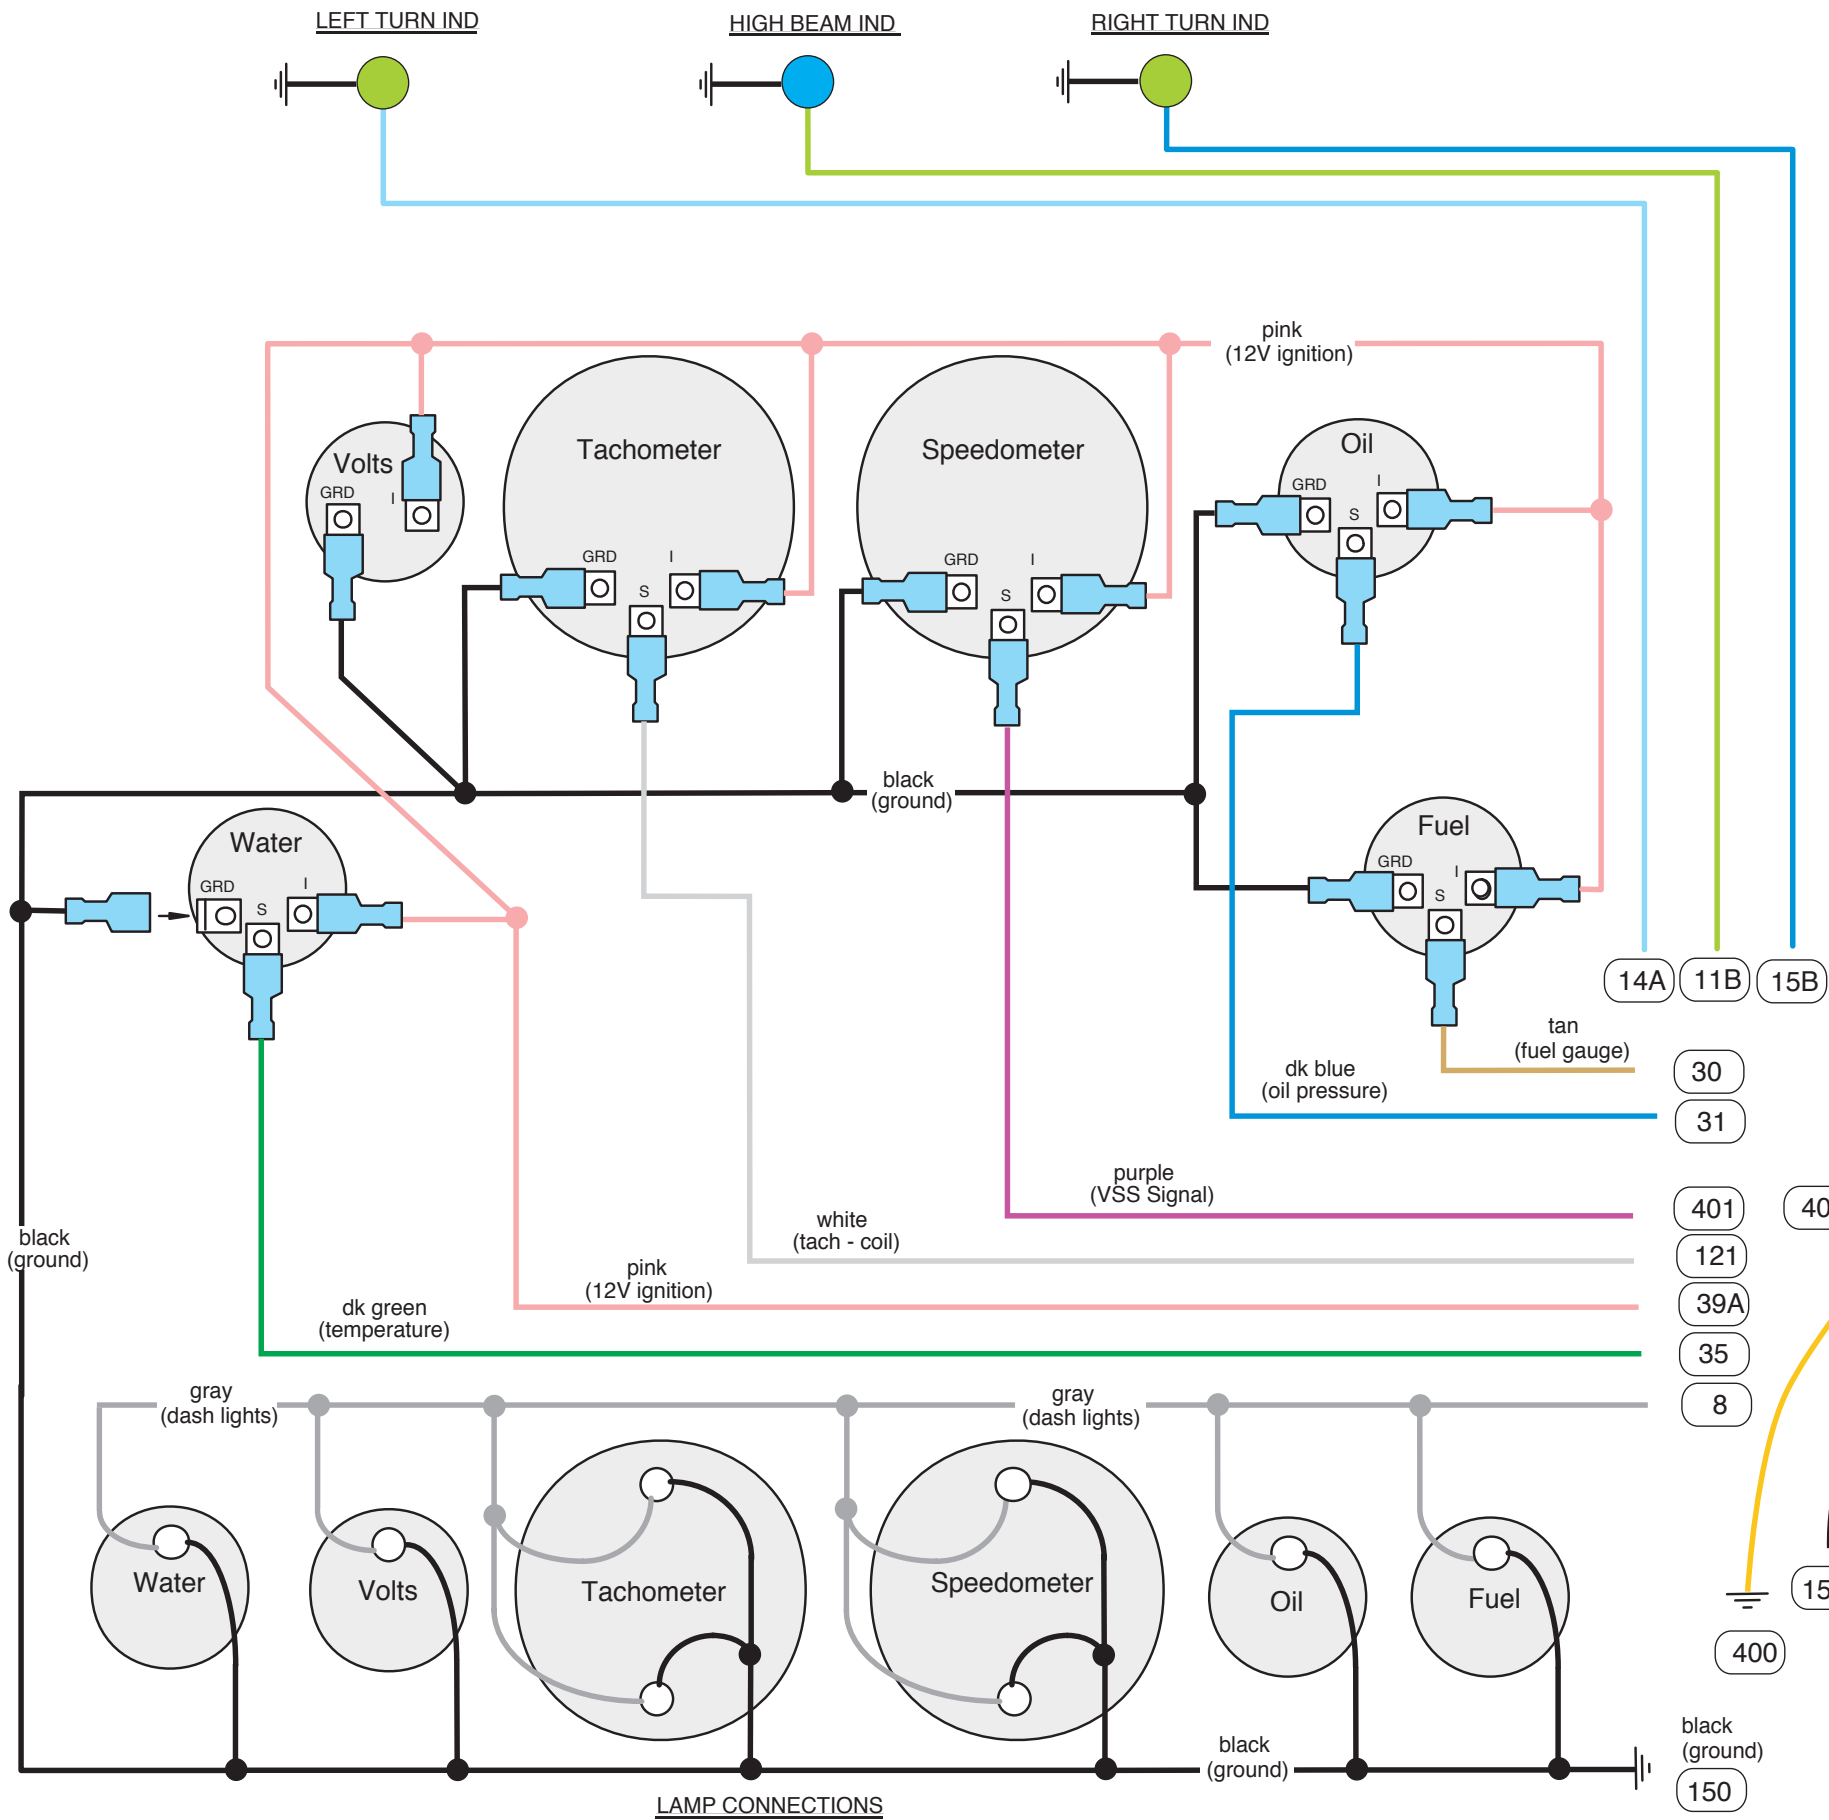 LEFT TURN IND
HIGH BEAM IND
RIGHT TURN IND
pink
(12V ignition)
Volts
GRD
I
Tachometer
GRD
S
I
Speedometer
GRD
S
I
Oil
GRD
S
I
black
(ground)
Water
GRD
S
I
Fuel
GRD
S
I
14A
11B
15B
tan
(fuel gauge)
30
dk blue
(oil pressure)
31
purple
(VSS Signal)
401
40
white
(tach - coil)
121
black
(ground)
pink
(12V ignition)
39A
dk green
(temperature)
35
gray
(dash lights)
gray
(dash lights)
8
Water
Volts
Tachometer
Speedometer
Oil
Fuel
15
400
black
(ground)
black
(ground)
150
LAMP CONNECTIONS